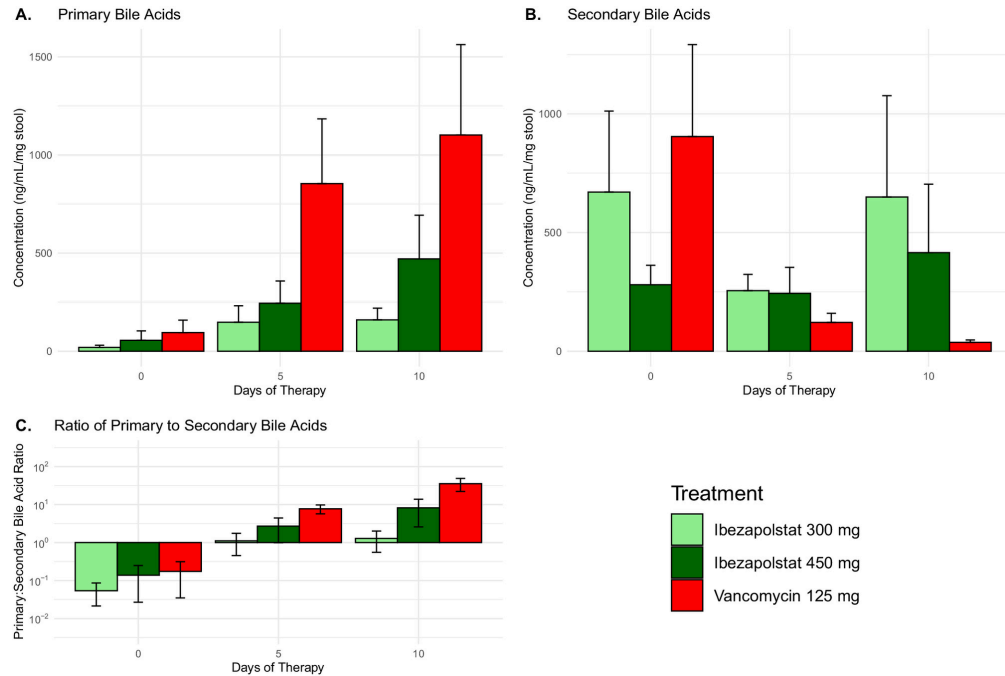 A. Primary Bile Acids
Concentration (ng/mL/mg stool)
1500
1000
500
0
0 5 10
Days of Therapy
B. Secondary Bile Acids
Concentration (ng/mL/mg stool)
1000
500
0
0 5 10
Days of Therapy
C. Ratio of Primary to Secondary Bile Acids
Primary:Secondary Bile Acid Ratio
10²
10¹
10⁰
10⁻¹
10⁻²
0 5 10
Days of Therapy
Treatment
Ibezapolstat 300 mg
Ibezapolstat 450 mg
Vancomycin 125 mg